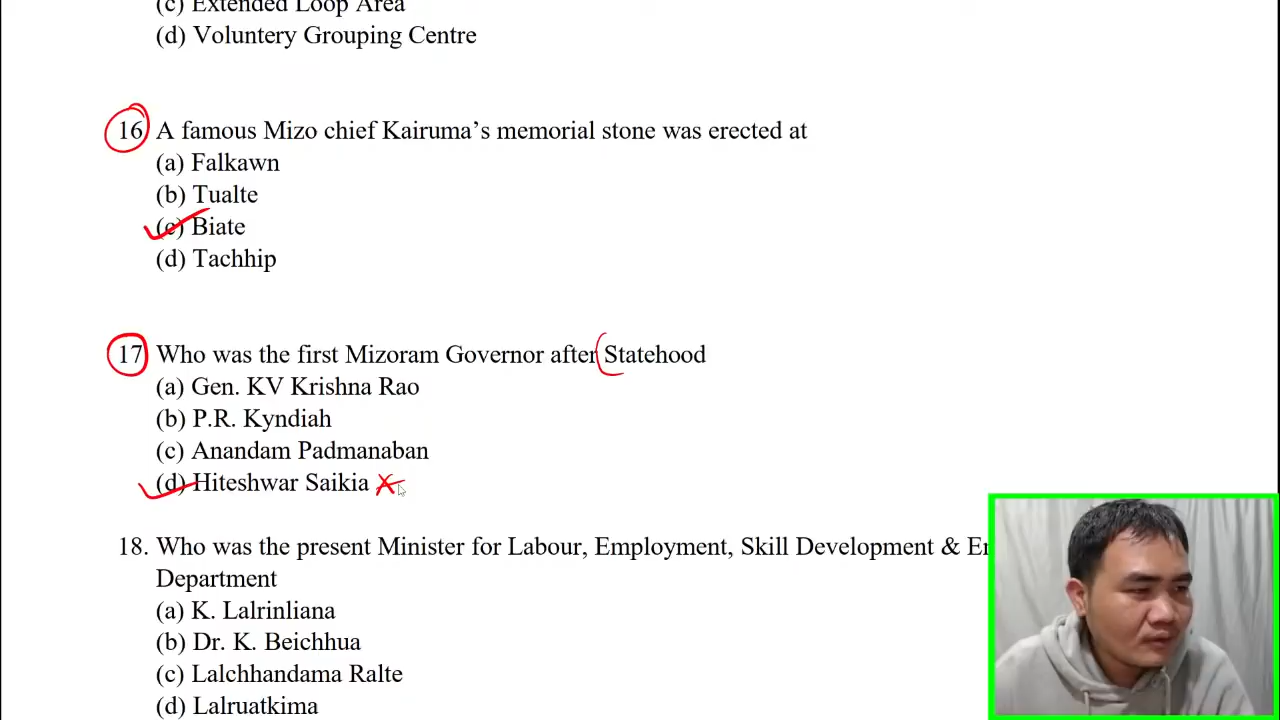 (c) Extended Loop Area
(d) Voluntery Grouping Centre
16 A famous Mizo chief Kairuma’s memorial stone was erected at
(a) Falkawn
(b) Tualte
(c) Biate
(d) Tachhip
17 Who was the first Mizoram Governor after Statehood
(a) Gen. KV Krishna Rao
(b) P.R. Kyndiah
(c) Anandam Padmanaban
(d) Hiteshwar Saikia
18. Who was the present Minister for Labour, Employment, Skill Development &
Department
(a) K. Lalrinliana
(b) Dr. K. Beichhua
(c) Lalchhandama Ralte
(d) Lalruatkima